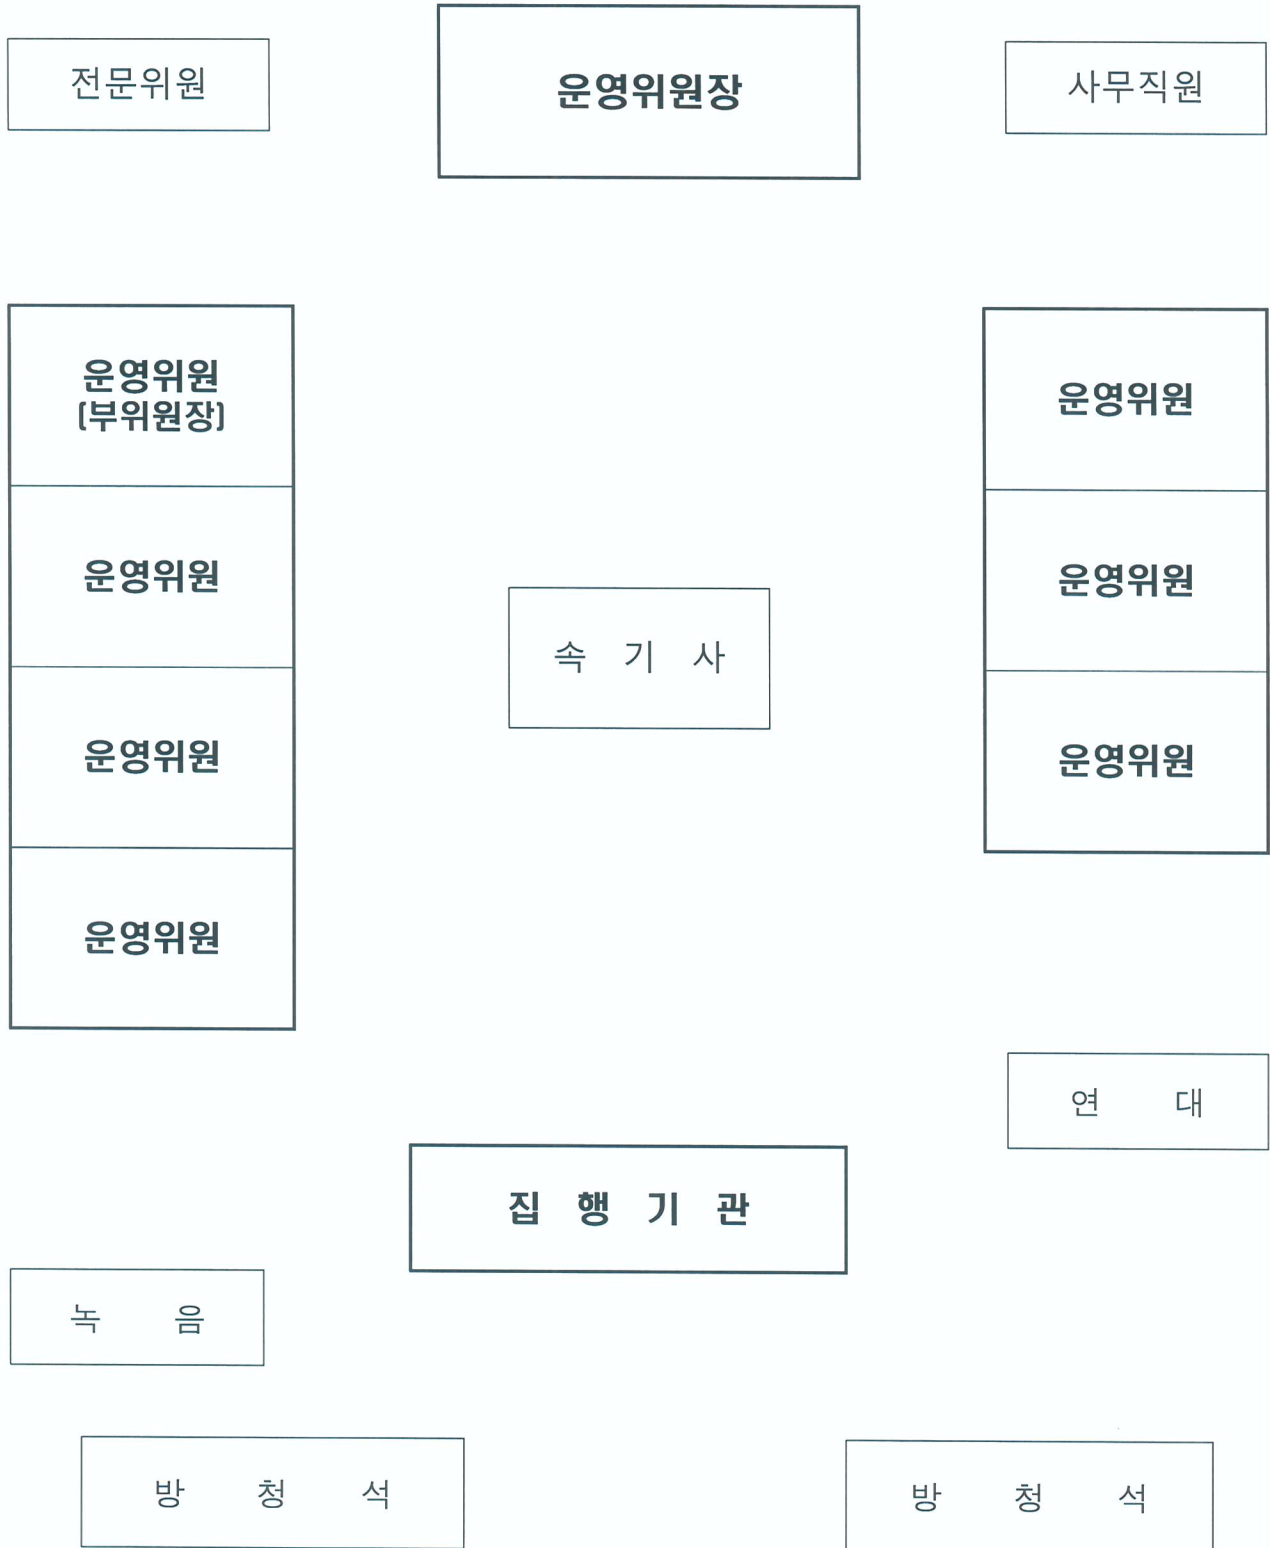 전문위원
운영위원장
사무직원
운영위원
(부위원장)
운영위원
운영위원
운영위원
속 기 사
운영위원
운영위원
운영위원
연 대
집 행 기 관
녹 음
방 청 석
방 청 석